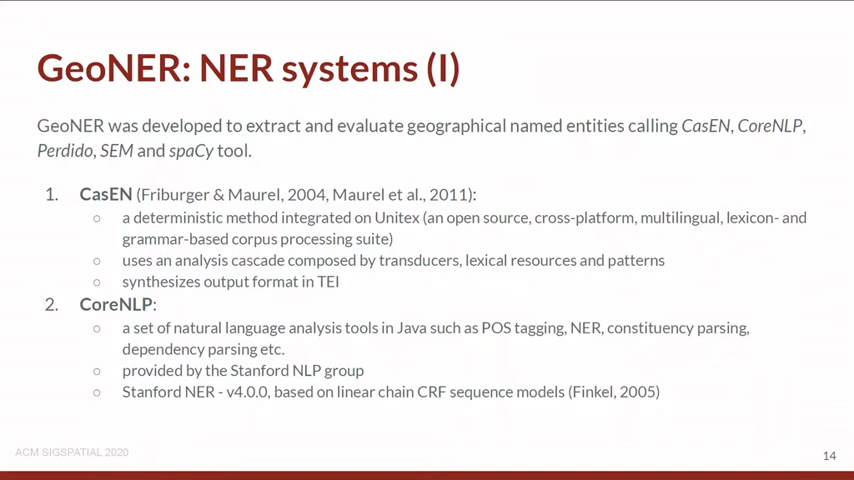 GeoNER: NER systems (I)
GeoNER was developed to extract and evaluate geographical named entities calling CasEN, CoreNLP,
Perdido, SEM and spaCy tool.
1. CasEN (Friburger & Maurel, 2004, Maurel et al., 2011):
○ a deterministic method integrated on Unitex (an open source, cross-platform, multilingual, lexicon- and
grammar-based corpus processing suite)
○ uses an analysis cascade composed by transducers, lexical resources and patterns
○ synthesizes output format in TEI
2. CoreNLP:
○ a set of natural language analysis tools in Java such as POS tagging, NER, constituency parsing,
dependency parsing etc.
○ provided by the Stanford NLP group
○ Stanford NER - v4.0.0, based on linear chain CRF sequence models (Finkel, 2005)
ACM SIGSPATIAL 2020
14